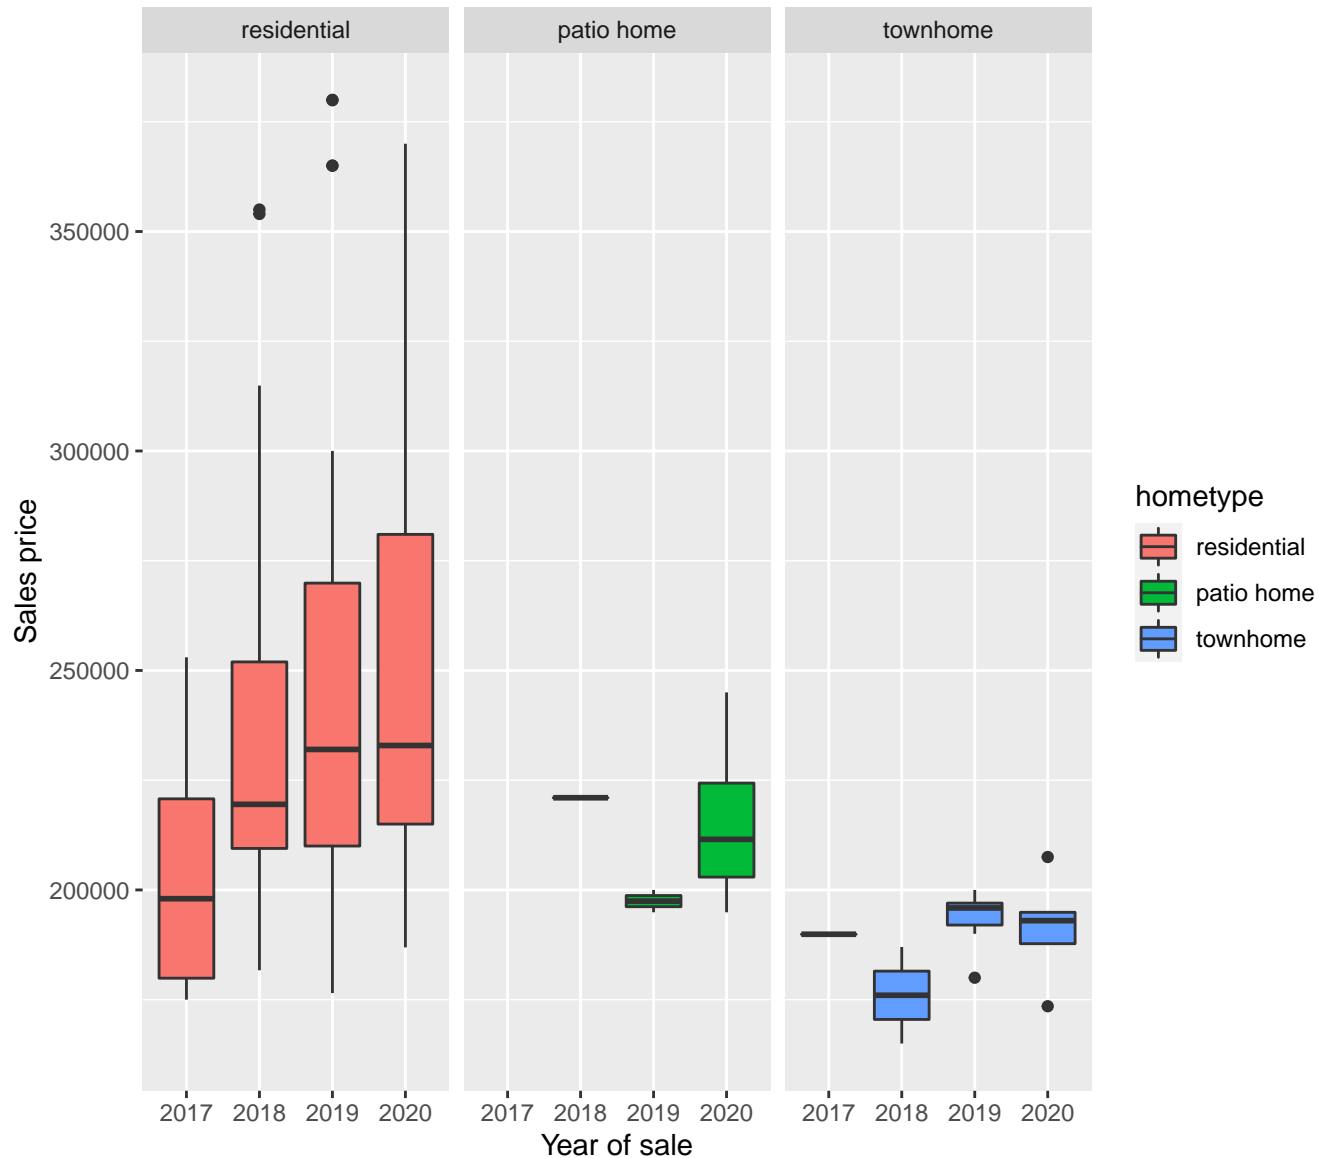 residential patio home townhome
350000
300000
250000
200000
Sales price
2017 2018 2019 2020 2017 2018 2019 2020 2017 2018 2019 2020
Year of sale
hometype
residential
patio home
townhome